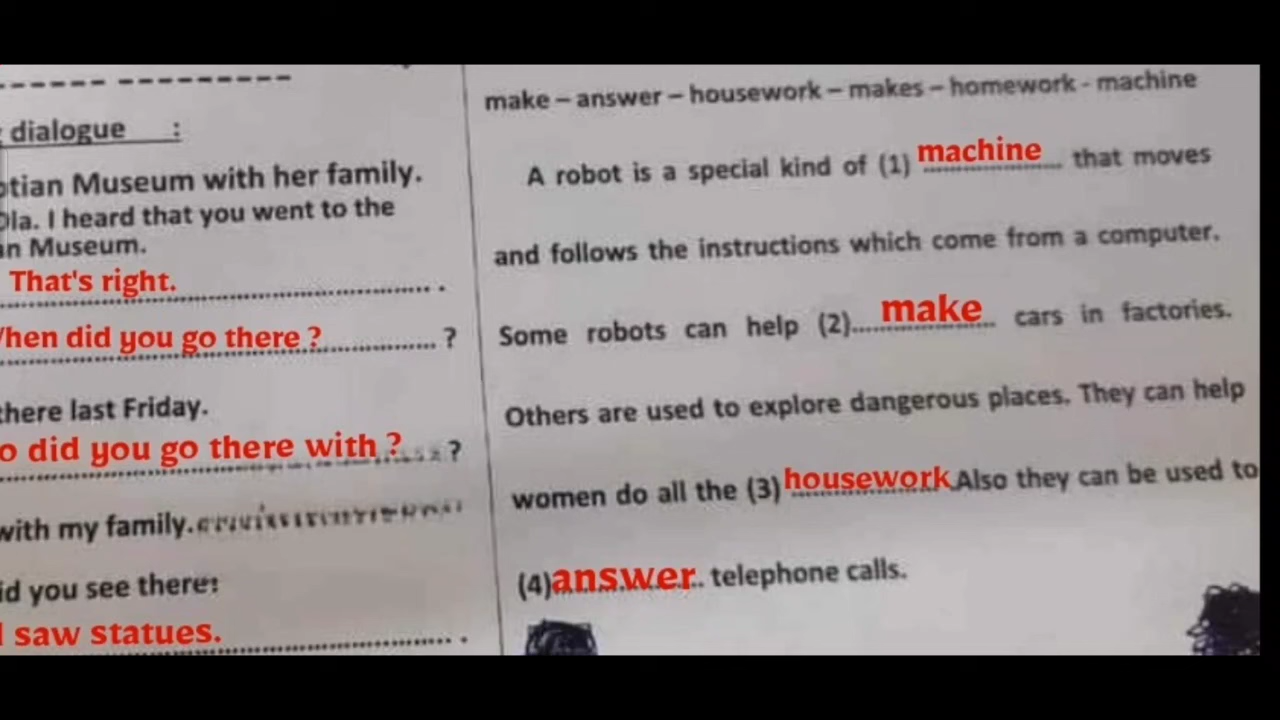 dialogue :
Museum with her family.
I heard that you went to the
Museum.
That's right. .
did you go there ? ?
there last Friday.
did you go there with ? ?
with my family.
you see there:
I saw statues. .
make – answer – housework – makes – homework - machine
A robot is a special kind of (1) machine that moves
and follows the instructions which come from a computer.
Some robots can help (2) make cars in factories.
Others are used to explore dangerous places. They can help
women do all the (3) housework Also they can be used to
(4) answer telephone calls.